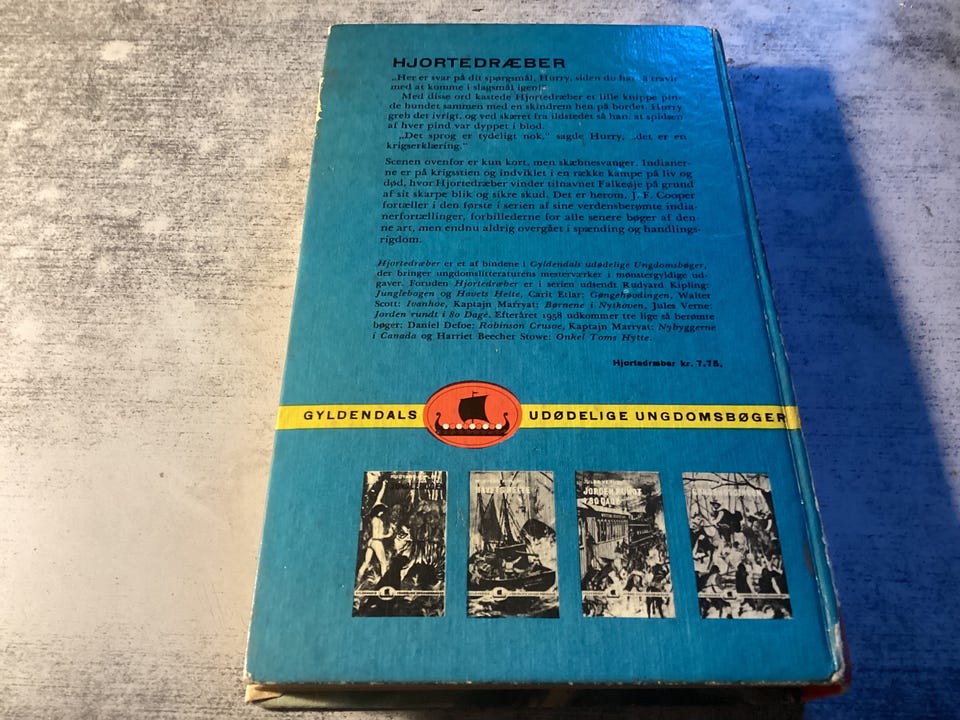 HJORTEDRÆBER
„Her er svar på dit spørgsmål, Hurry, siden du har så travlt
med at komme i slagsmål igen!"
Med disse ord kastede Hjortedræber et lille knippe pin-
de bundet sammen med en skindrem hen på bordet. Hurry
greb det ivrigt, og ved skæret fra ildstedet så han, at spidsen
af hver pind var dyppet i blod.
„Det sprog er tydeligt nok,“ sagde Hurry, „det er en
krigserklæring.“
Scenen ovenfor er kun kort, men skæbnesvanger. Indianer-
ne er på krigsstien og indviklet i en række kampe på liv og
død, hvor Hjortedræber vinder tilnavnet Falkeøje på grund
af sit skarpe blik og sikre skud. Det er herom, J. F. Cooper
fortæller i den første i serien af sine verdensberømte india-
nerfortællinger, forbillederne for alle senere bøger af den-
ne art, men endnu aldrig overgået i spænding og handlings-
rigdom.
Hjortedræber er et af bindene i Gyldendals udødelige Ungdomsbøger,
der bringer ungdomslitteraturens mesterværker i mønstergyldige ud-
gaver. Foruden Hjortedræber er i serien udsendt Rudyard Kipling:
Junglebogen og Havets Helte, Carit Etlar: Gøngehøvdingen, Walter
Scott: Ivanhoe, Kaptajn Marryat: Børnene i Nyskoven, Jules Verne:
Jorden rundt i 80 Dage. Efteråret 1958 udkommer tre lige så berømte
bøger: Daniel Defoe: Robinson Crusoe, Kaptajn Marryat: Nybyggerne
i Canada og Harriet Beecher Stowe: Onkel Toms Hytte.
Hjortedræber kr. 7.75.
GYLDENDALS UDØDELIGE UNGDOMSBØGER
HAVETS HELTE
JORDEN RUNDT
I 80 DAGE